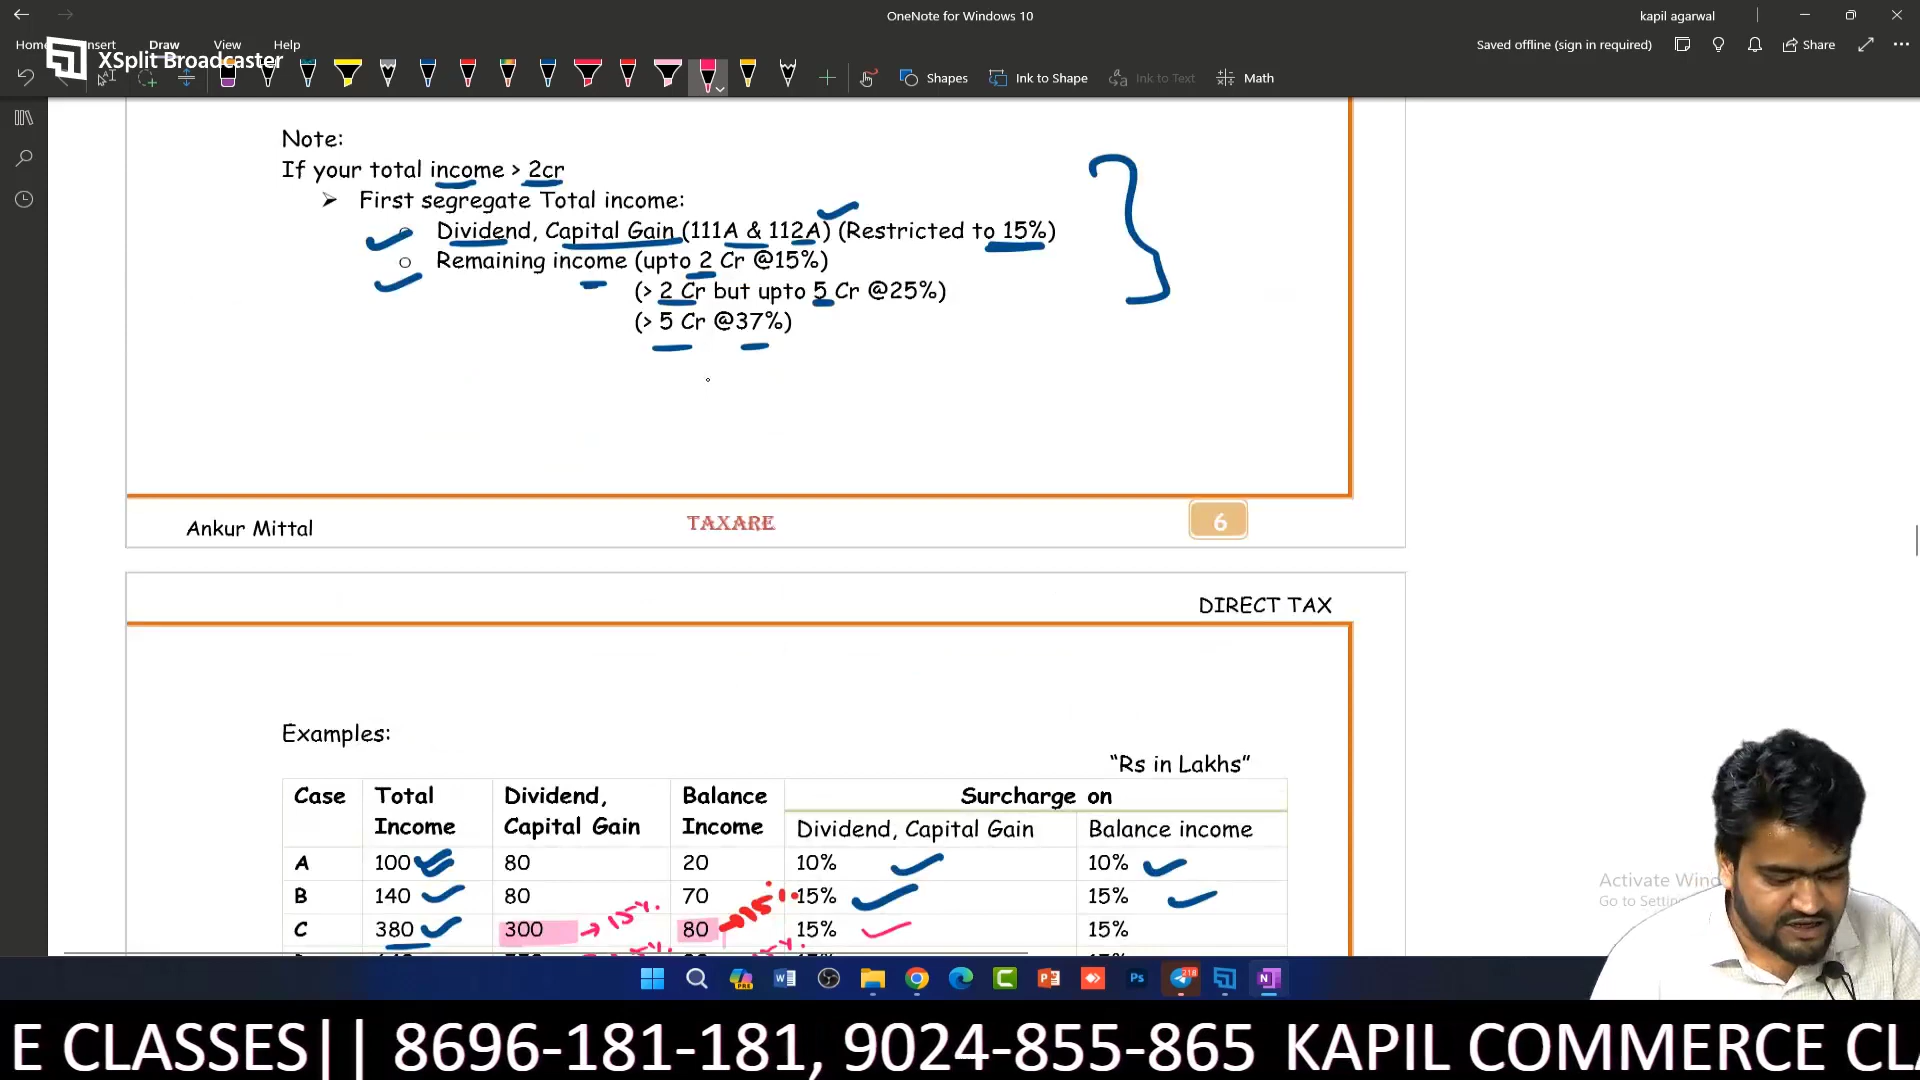 OneNote for Windows 10
kapil agarwal
Home Insert Draw View Help
XSplit Broadcaster
Saved offline (sign in required)
Share
Shapes
Ink to Shape
Ink to Text
Math
Note:
If your total income > 2cr
➢ First segregate Total income:
o Dividend, Capital Gain (111A & 112A) (Restricted to 15%)
o Remaining income (upto 2 Cr @15%)
(> 2 Cr but upto 5 Cr @25%)
(> 5 Cr @37%)
Ankur Mittal
TAXARE
6
DIRECT TAX
Examples:
“Rs in Lakhs”
Case Total Income Dividend, Capital Gain Balance Income Surcharge on
Dividend, Capital Gain Balance income
A 100 80 20 10% 10%
B 140 80 70 15% 15%
C 380 300 → 15%. 80 15% 15%
Activate Wind
Go to Setting
218
E CLASSES|| 8696-181-181, 9024-855-865 KAPIL COMMERCE CL